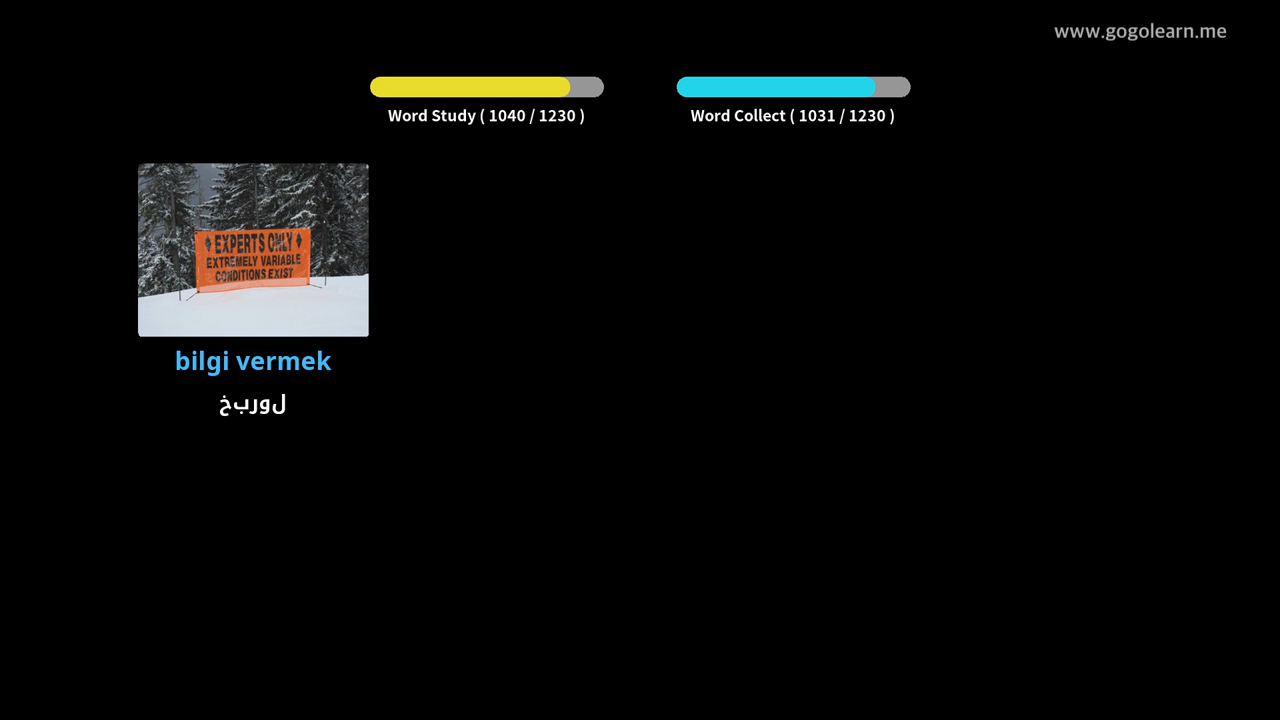 www.gogolearn.me
Word Study ( 1040 / 1230 )
Word Collect ( 1031 / 1230 )
EXPERTS ONLY
EXTREMELY VARIABLE
CONDITIONS EXIST
bilgi vermek
لوربخ